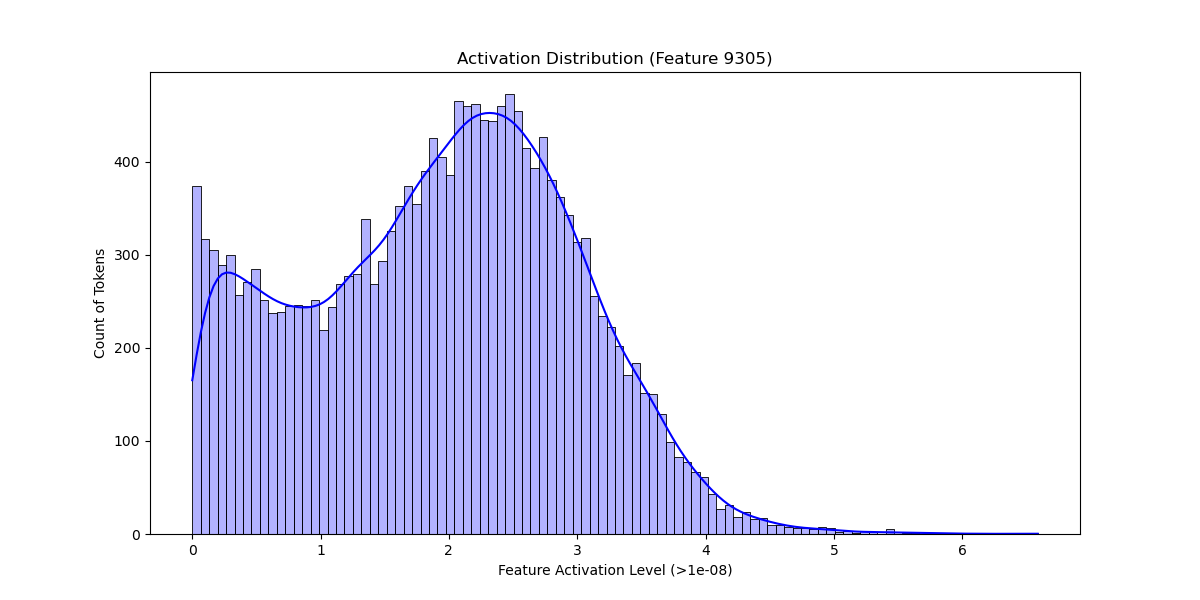 Activation Distribution (Feature 9305)
Count of Tokens
400
300
200
100
0
0 1 2 3 4 5 6
Feature Activation Level (>1e-08)